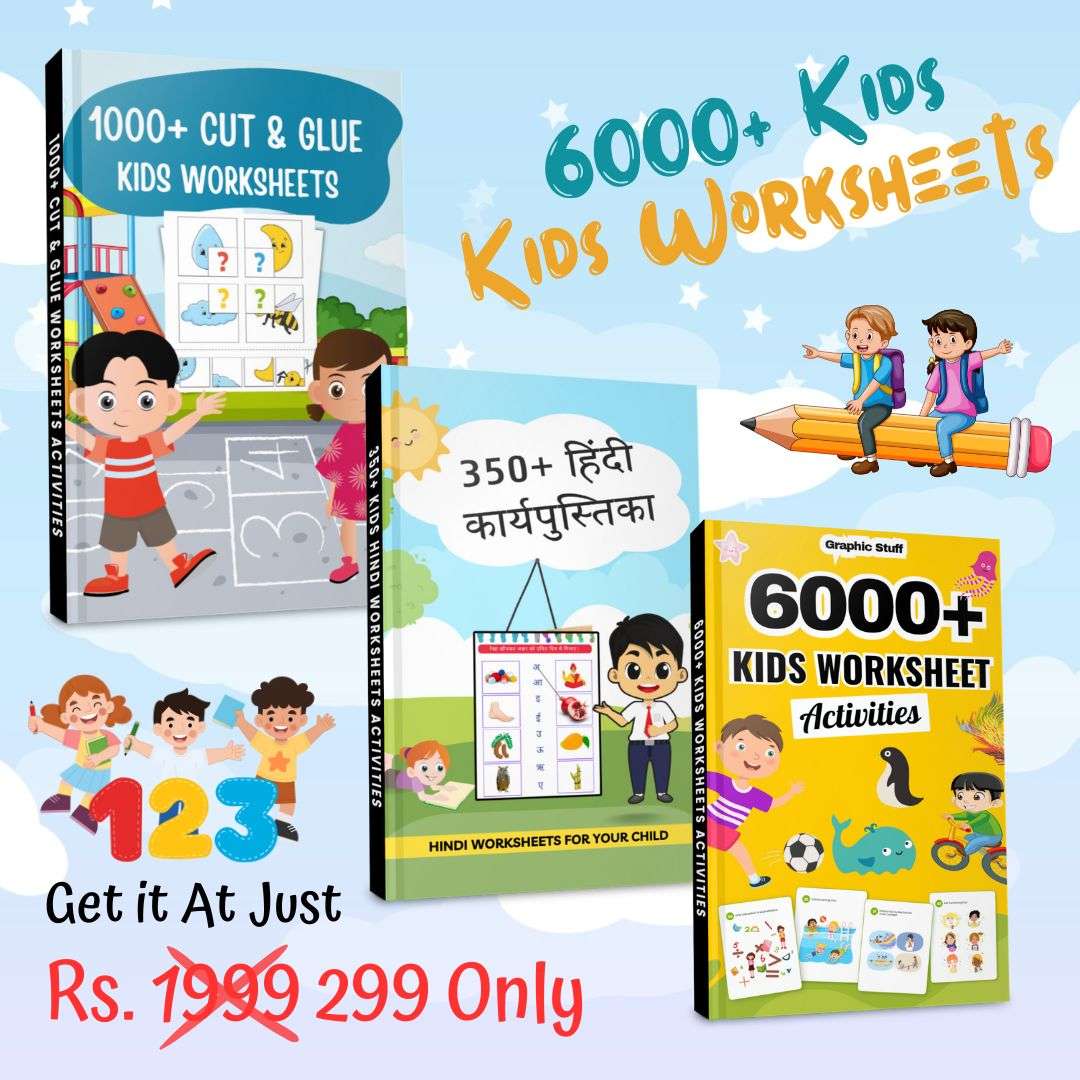 1000+ CUT & GLUE
KIDS WORKSHEETS
1000+ CUT & GLUE WORKSHEETS ACTIVITIES
? ?
? ?
3 4
6000+ KIDS
KIDS WORKSHEETS
350+ हिंदी
कार्यपुस्तिका
350+ KIDS HINDI WORKSHEETS ACTIVITIES
अ
आ
इ
ई
उ
ऊ
ऋ
ए
HINDI WORKSHEETS FOR YOUR CHILD
Graphic Stuff
6000+
KIDS WORKSHEET
Activities
6000+ KIDS WORKSHEETS ACTIVITIES
123
Get it At Just
Rs. 1999 299 Only